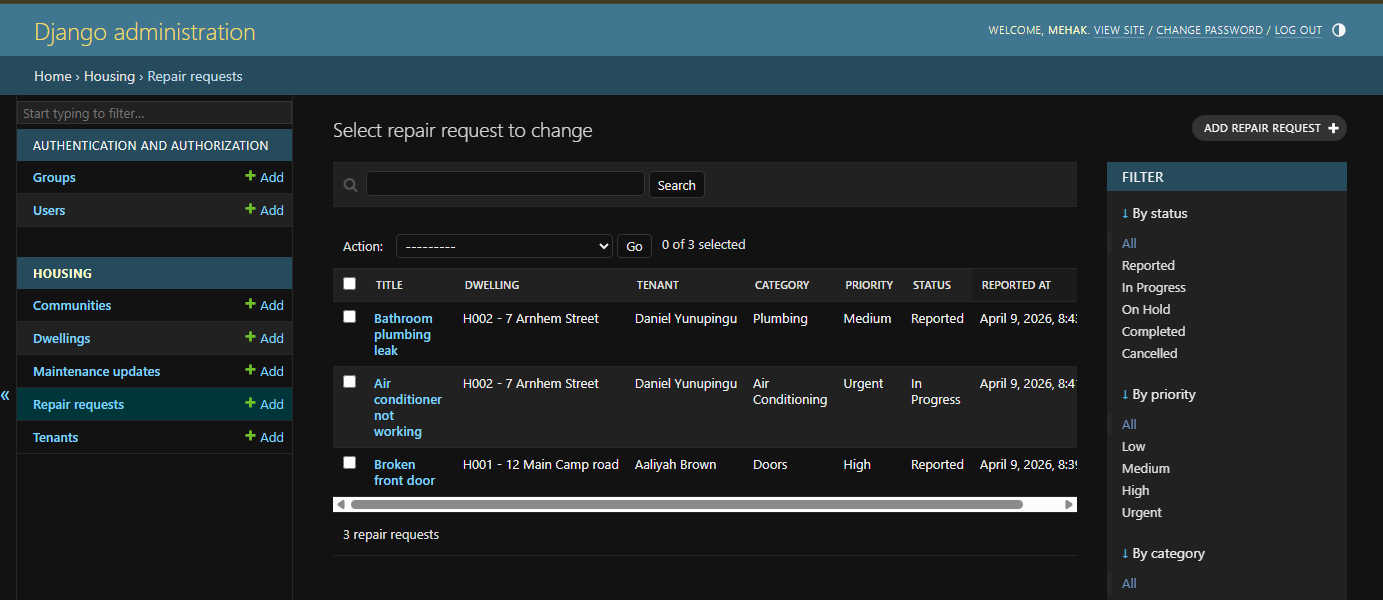 Django administration
WELCOME, MEHAK. VIEW SITE / CHANGE PASSWORD / LOG OUT
Home › Housing › Repair requests
Start typing to filter...
AUTHENTICATION AND AUTHORIZATION
Groups + Add
Users + Add
HOUSING
Communities + Add
Dwellings + Add
Maintenance updates + Add
Repair requests + Add
Tenants + Add
«
Select repair request to change
ADD REPAIR REQUEST +
Search
Action: --------- Go 0 of 3 selected
TITLE DWELLING TENANT CATEGORY PRIORITY STATUS REPORTED AT
Bathroom H002 - 7 Arnhem Street Daniel Yunupingu Plumbing Medium Reported April 9, 2026,
plumbing
leak
Air H002 - 7 Arnhem Street Daniel Yunupingu Air Urgent In April 9, 2026,
conditioner Conditioning Progress
not
working
Broken H001 - 12 Main Camp road Aaliyah Brown Doors High Reported April 9, 2026,
front door
3 repair requests
FILTER
↓ By status
All
Reported
In Progress
On Hold
Completed
Cancelled
↓ By priority
All
Low
Medium
High
Urgent
↓ By category
All